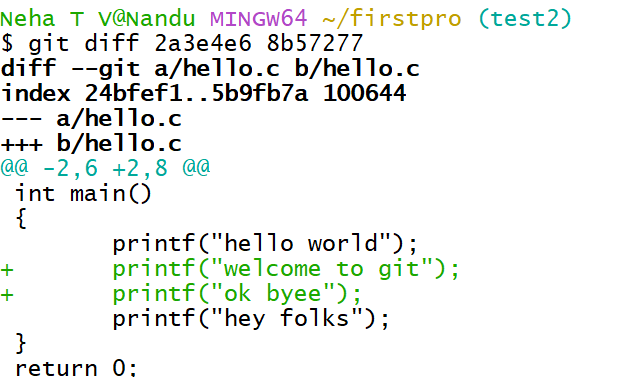 Neha T V@Nandu MINGW64 ~/firstpro (test2)
$ git diff 2a3e4e6 8b57277
diff --git a/hello.c b/hello.c
index 24bfef1..5b9fb7a 100644
--- a/hello.c
+++ b/hello.c
@@ -2,6 +2,8 @@
 int main()
 {
        printf("hello world");
+       printf("welcome to git");
+       printf("ok byee");
        printf("hey folks");
 }
 return 0;